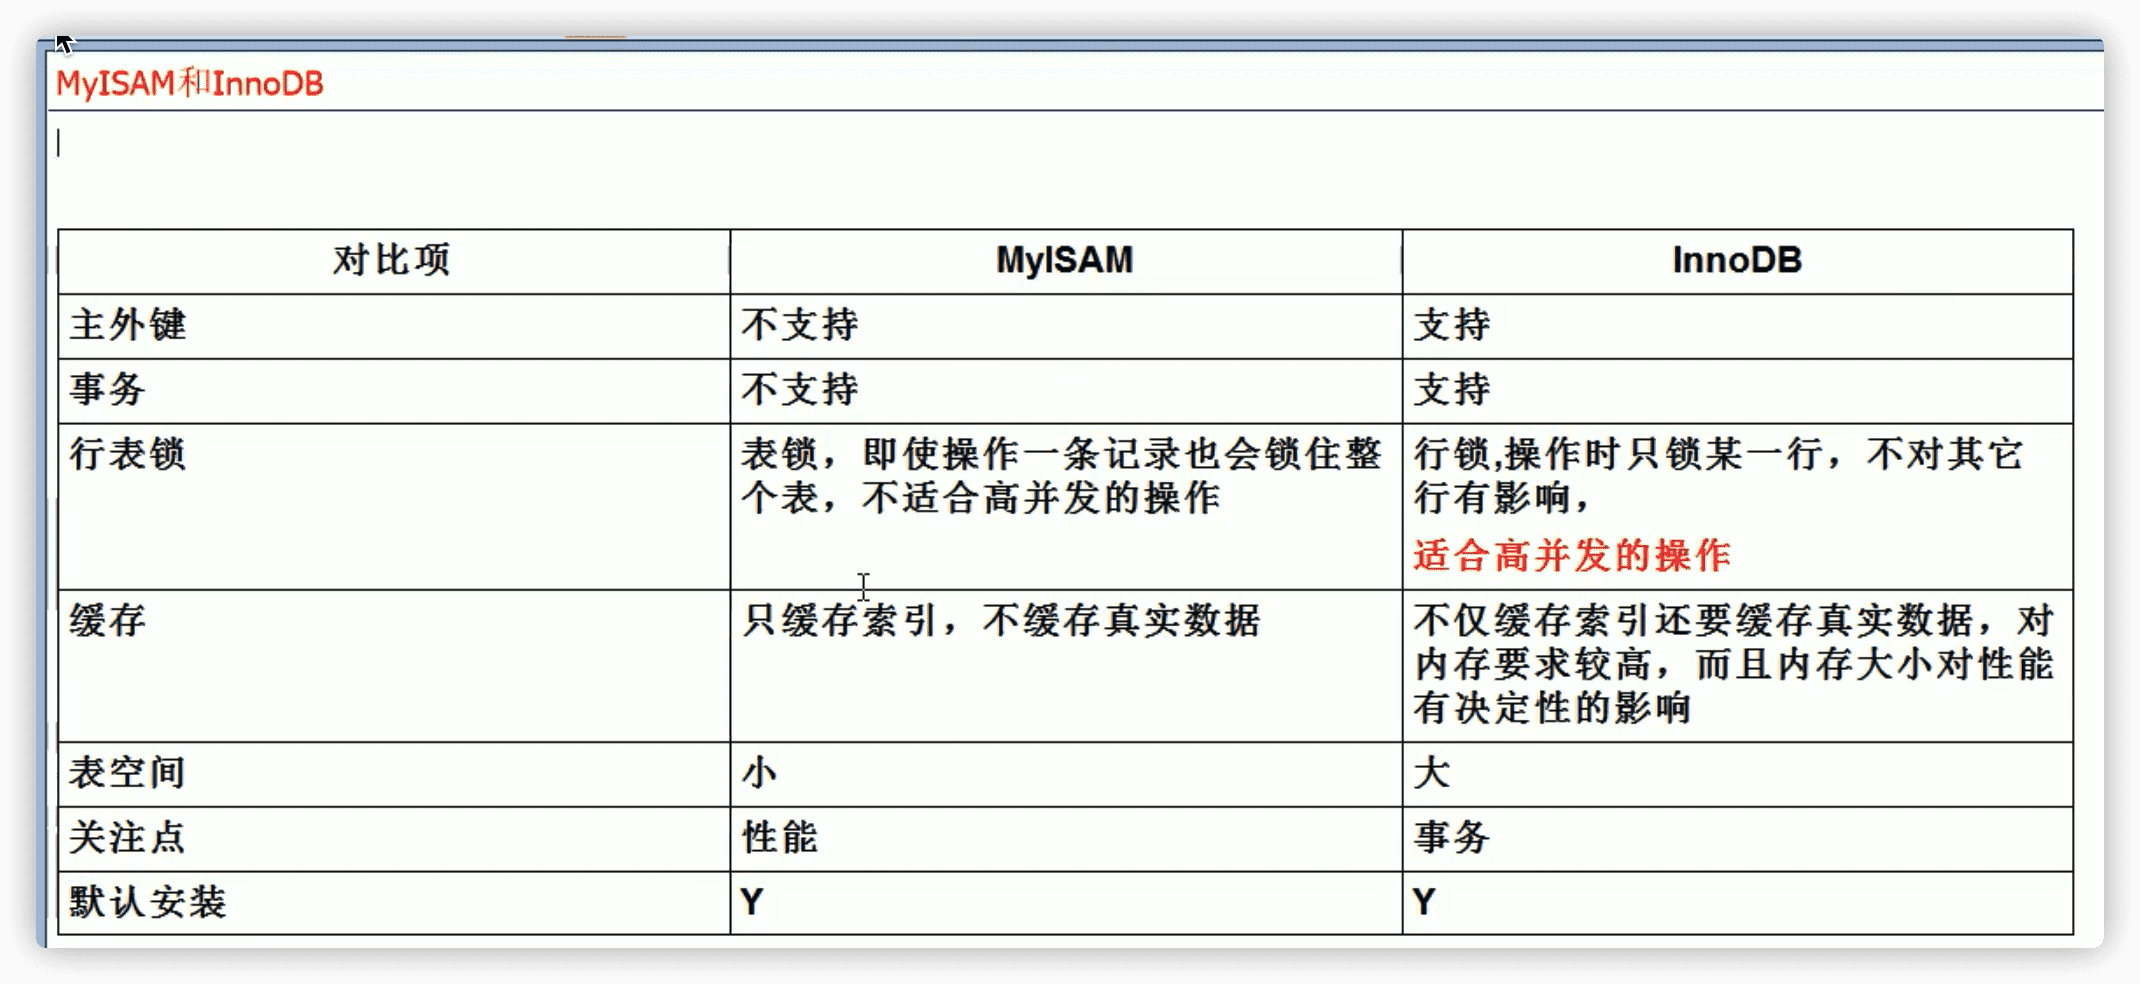 MyISAM和InnoDB
对比项 MyISAM InnoDB
主外键 不支持 支持
事务 不支持 支持
行表锁
表锁，即使操作一条记录也会锁住整
个表，不适合高并发的操作
行锁,操作时只锁某一行，不对其它
行有影响，
适合高并发的操作
缓存
只缓存索引，不缓存真实数据
不仅缓存索引还要缓存真实数据，对
内存要求较高，而且内存大小对性能
有决定性的影响
表空间 小 大
关注点 性能 事务
默认安装 Y Y